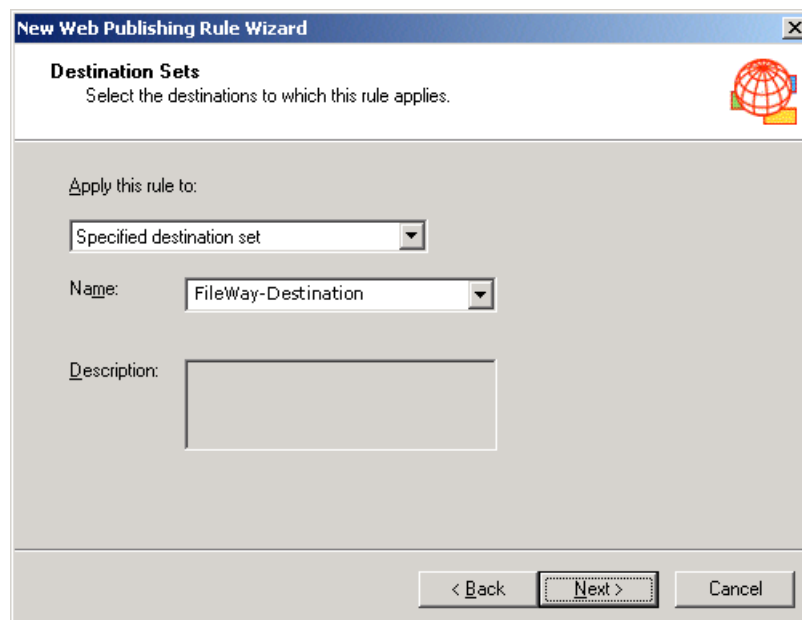 New Web Publishing Rule Wizard
Destination Sets
Select the destinations to which this rule applies.
Apply this rule to:
Specified destination set
Name:
FileWay-Destination
Description:
< Back
Next >
Cancel